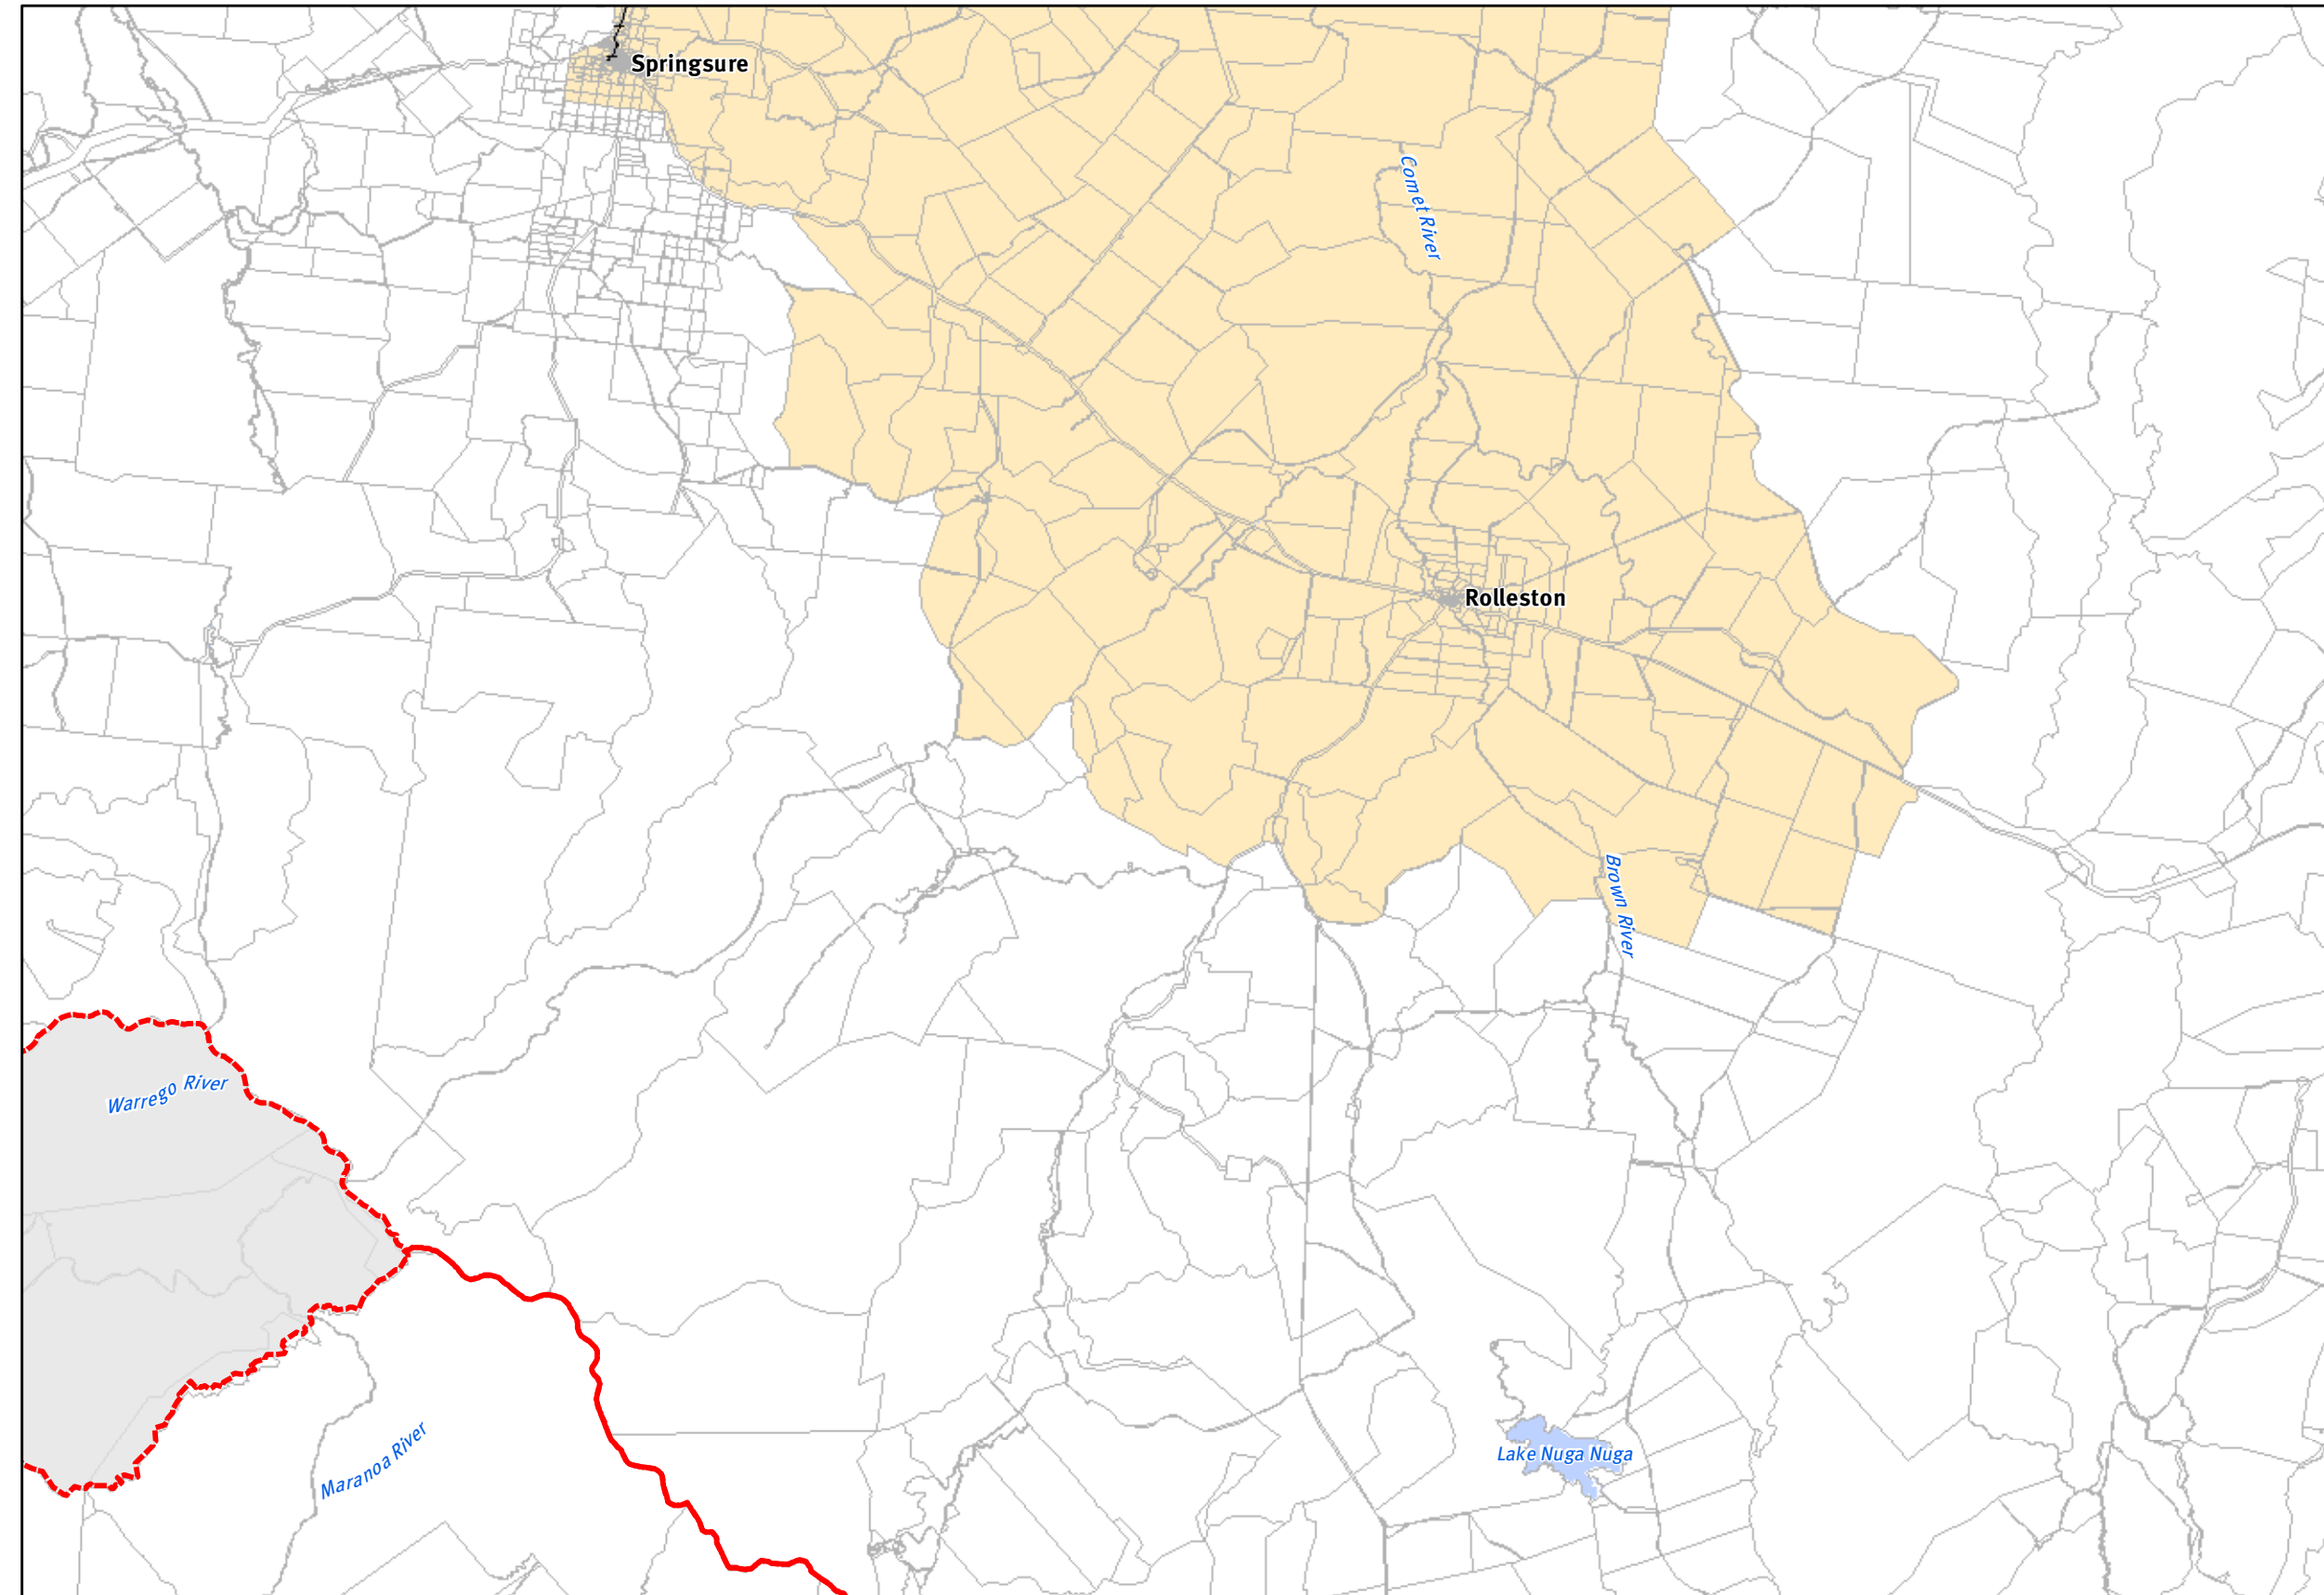 Springsure
Comet River
Rolleston
Brown River
Warrego River
Maranoa River
Lake Nuga Nuga